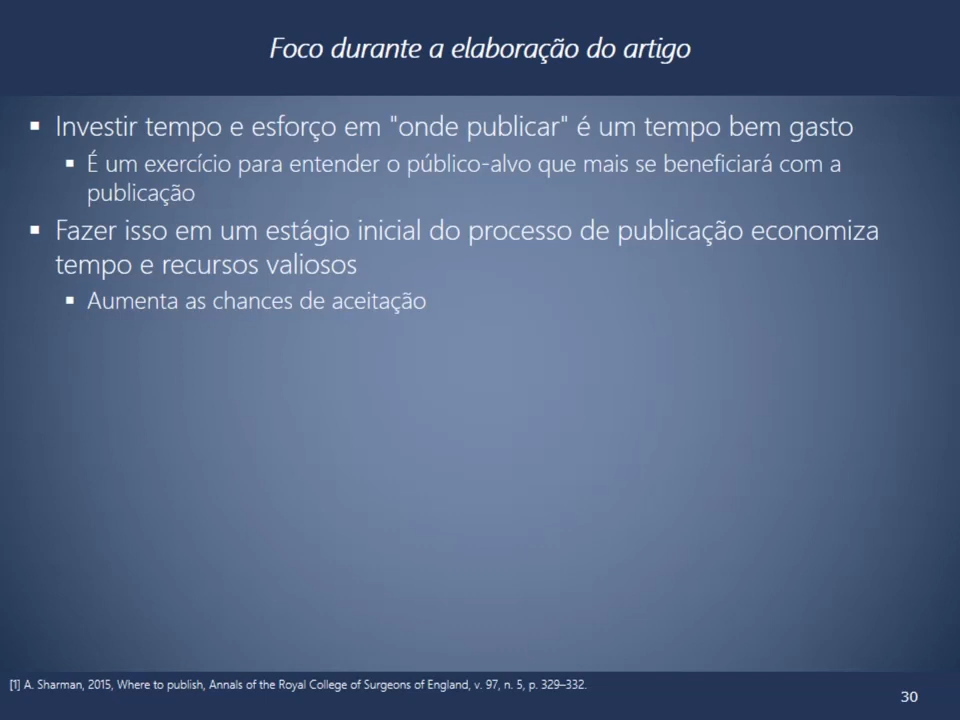 Foco durante a elaboração do artigo
▪ Investir tempo e esforço em "onde publicar" é um tempo bem gasto
▪ É um exercício para entender o público-alvo que mais se beneficiará com a
publicação
▪ Fazer isso em um estágio inicial do processo de publicação economiza
tempo e recursos valiosos
▪ Aumenta as chances de aceitação
[1] A. Sharman, 2015, Where to publish, Annals of the Royal College of Surgeons of England, v. 97, n. 5, p. 329–332.
30